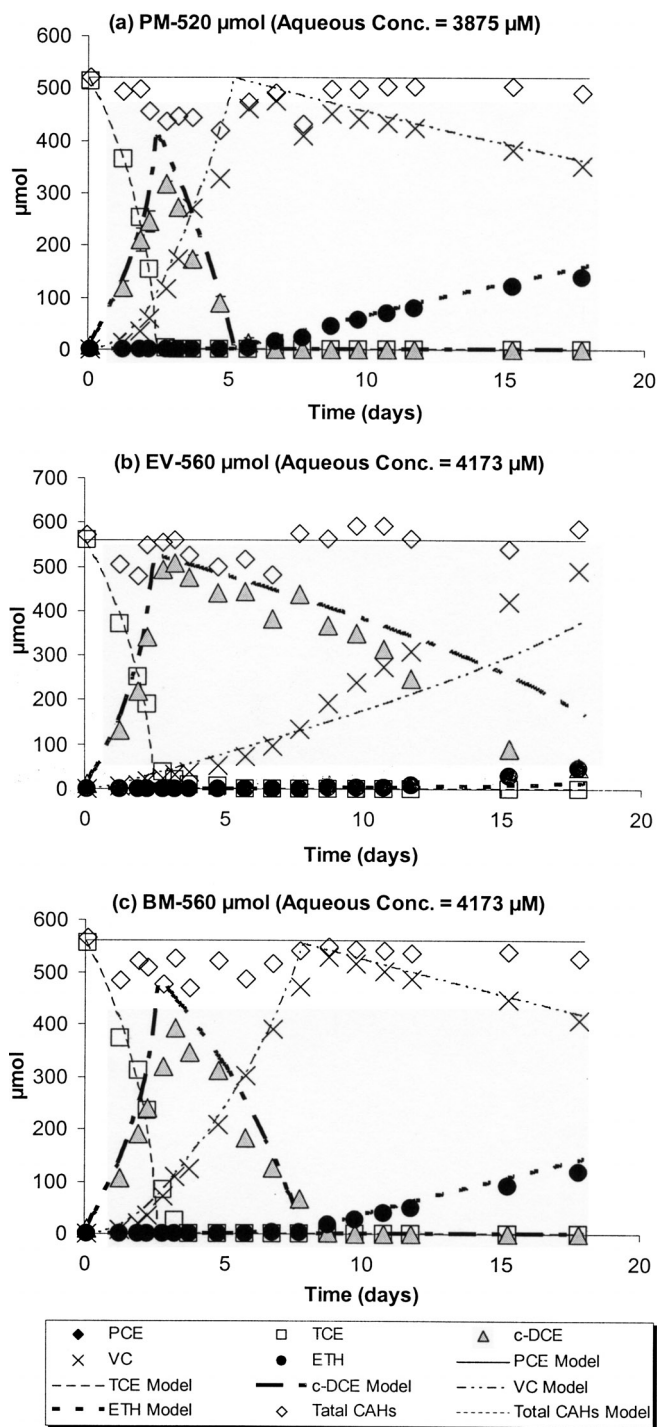 (a) PM-520 µmol (Aqueous Conc. = 3875 µM)
600
500
400
300
200
100
0
µmol
0 5 10 15 20
Time (days)
(b) EV-560 µmol (Aqueous Conc. = 4173 µM)
700
600
500
400
300
200
100
0
µmol
0 5 10 15 20
Time (days)
(c) BM-560 µmol (Aqueous Conc. = 4173 µM)
600
500
400
300
200
100
0
µmol
0 5 10 15 20
Time (days)
PCE TCE c-DCE
VC ETH PCE Model
TCE Model c-DCE Model VC Model
ETH Model Tatal CAHs Total CAHs Model